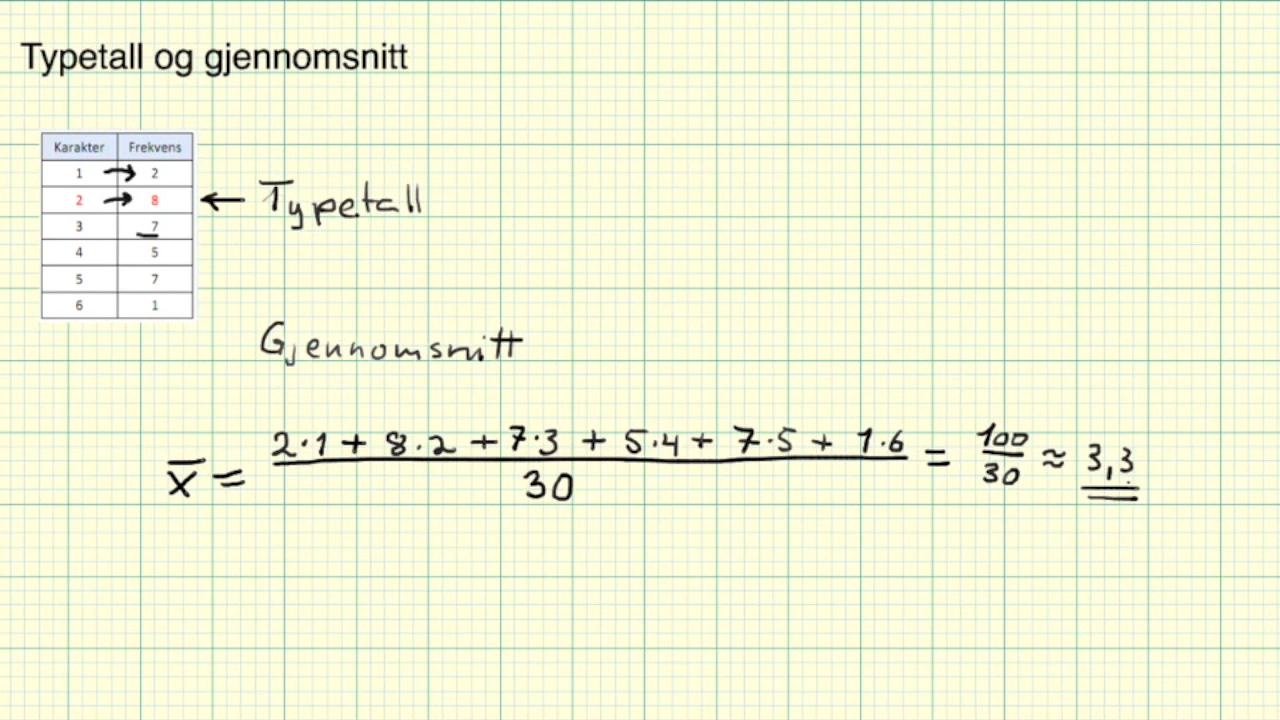 Typetall og gjennomsnitt
Karakter Frekvens
1 → 2
2 → 8 ← Typetall
3 7
4 5
5 7
6 1
Gjennomsnitt
x̄ = (2·1 + 8·2 + 7·3 + 5·4 + 7·5 + 1·6)/30 = 100/30 ≈ 3,3